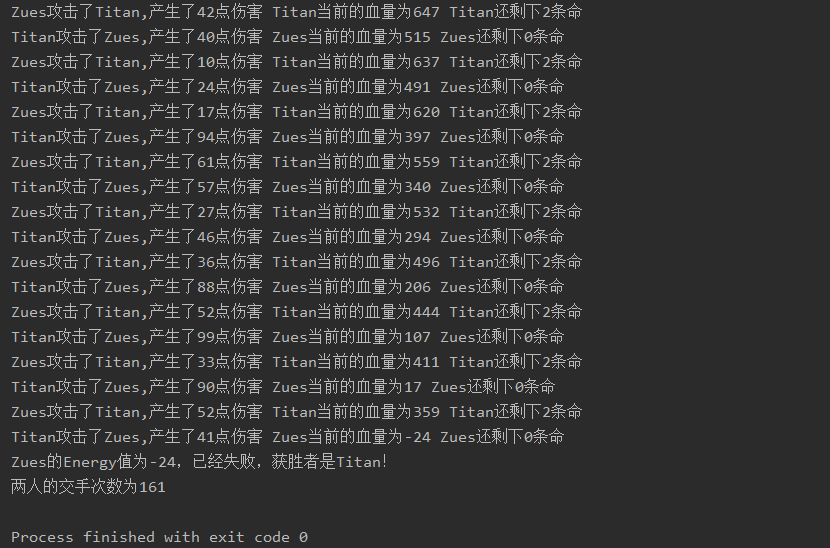 Zues攻击了Titan,产生了42点伤害 Titan当前的血量为647 Titan还剩下2条命
Titan攻击了Zues,产生了40点伤害 Zues当前的血量为515 Zues还剩下0条命
Zues攻击了Titan,产生了10点伤害 Titan当前的血量为637 Titan还剩下2条命
Titan攻击了Zues,产生了24点伤害 Zues当前的血量为491 Zues还剩下0条命
Zues攻击了Titan,产生了17点伤害 Titan当前的血量为620 Titan还剩下2条命
Titan攻击了Zues,产生了94点伤害 Zues当前的血量为397 Zues还剩下0条命
Zues攻击了Titan,产生了61点伤害 Titan当前的血量为559 Titan还剩下2条命
Titan攻击了Zues,产生了57点伤害 Zues当前的血量为340 Zues还剩下0条命
Zues攻击了Titan,产生了27点伤害 Titan当前的血量为532 Titan还剩下2条命
Titan攻击了Zues,产生了46点伤害 Zues当前的血量为294 Zues还剩下0条命
Zues攻击了Titan,产生了36点伤害 Titan当前的血量为496 Titan还剩下2条命
Titan攻击了Zues,产生了88点伤害 Zues当前的血量为206 Zues还剩下0条命
Zues攻击了Titan,产生了52点伤害 Titan当前的血量为444 Titan还剩下2条命
Titan攻击了Zues,产生了99点伤害 Zues当前的血量为107 Zues还剩下0条命
Zues攻击了Titan,产生了33点伤害 Titan当前的血量为411 Titan还剩下2条命
Titan攻击了Zues,产生了90点伤害 Zues当前的血量为17 Zues还剩下0条命
Zues攻击了Titan,产生了52点伤害 Titan当前的血量为359 Titan还剩下2条命
Titan攻击了Zues,产生了41点伤害 Zues当前的血量为-24 Zues还剩下0条命
Zues的Energy值为-24，已经失败，获胜者是Titan！
两人的交手次数为161
Process finished with exit code 0